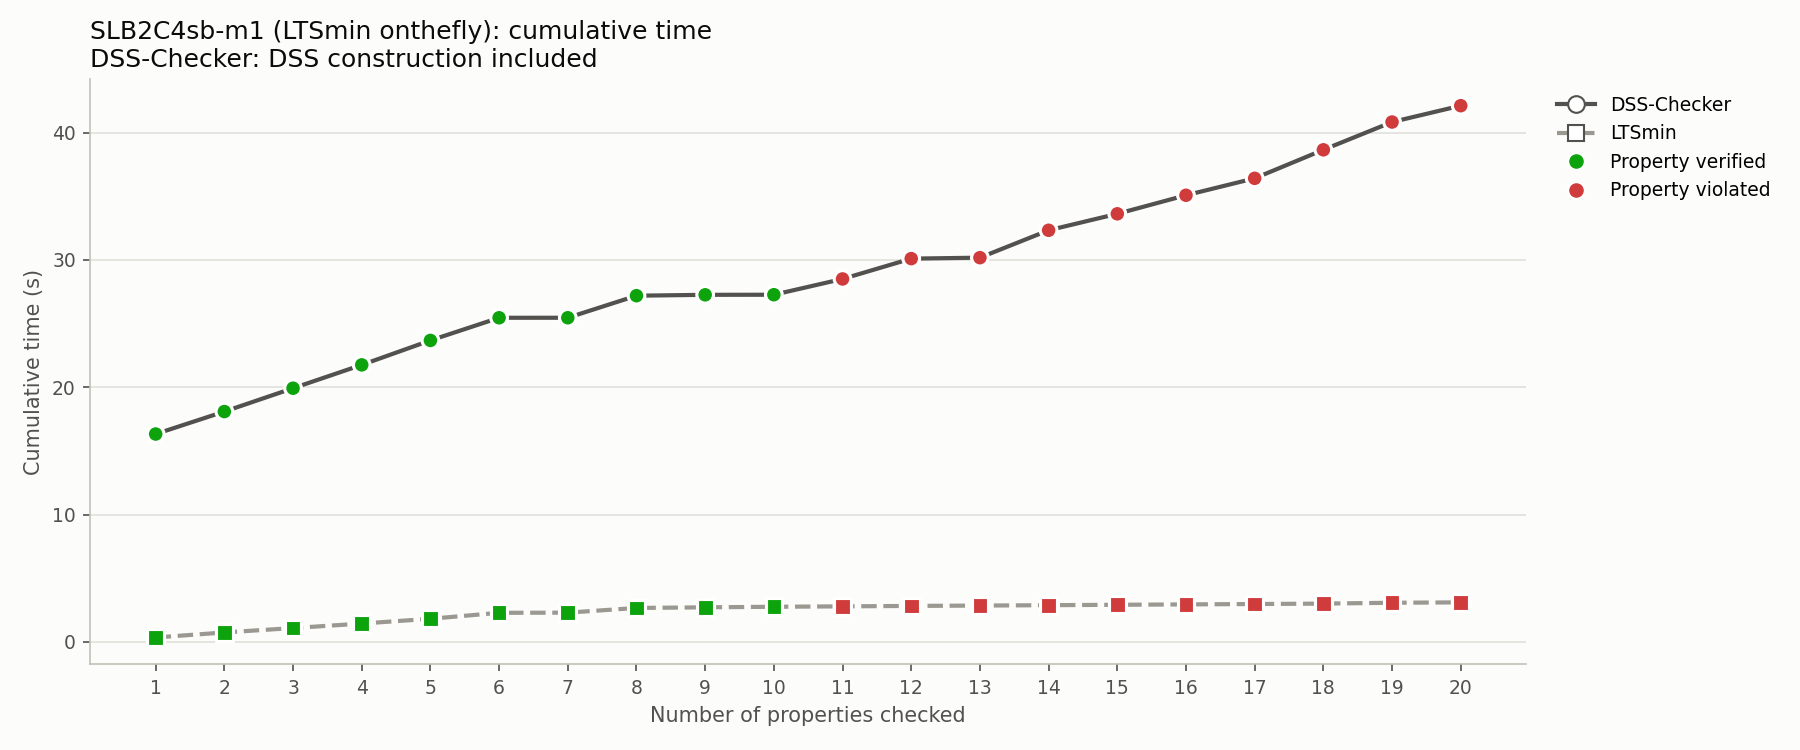 SLB2C4sb-m1 (LTSmin onthefly): cumulative time
DSS-Checker: DSS construction included
DSS-Checker
LTSmin
Property verified
Property violated
Cumulative time (s)
40
30
20
10
0
1 2 3 4 5 6 7 8 9 10 11 12 13 14 15 16 17 18 19 20
Number of properties checked